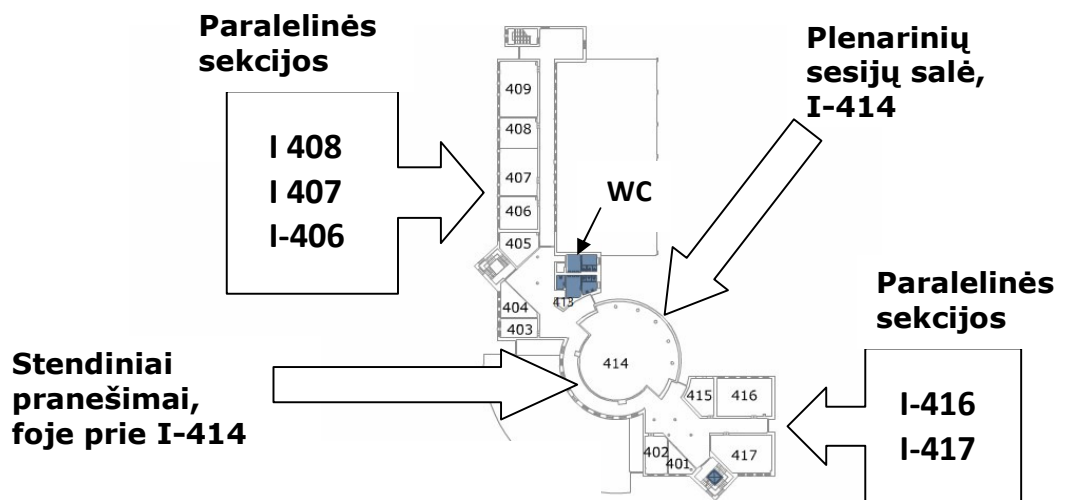 Paralelinės
sekcijos
I 408
I 407
I-406
Plenarinių
sesijų salė,
I-414
WC
409
408
407
406
405
404
403
413
414
415
416
402
401
417
Stendiniai
pranešimai,
foje prie I-414
Paralelinės
sekcijos
I-416
I-417